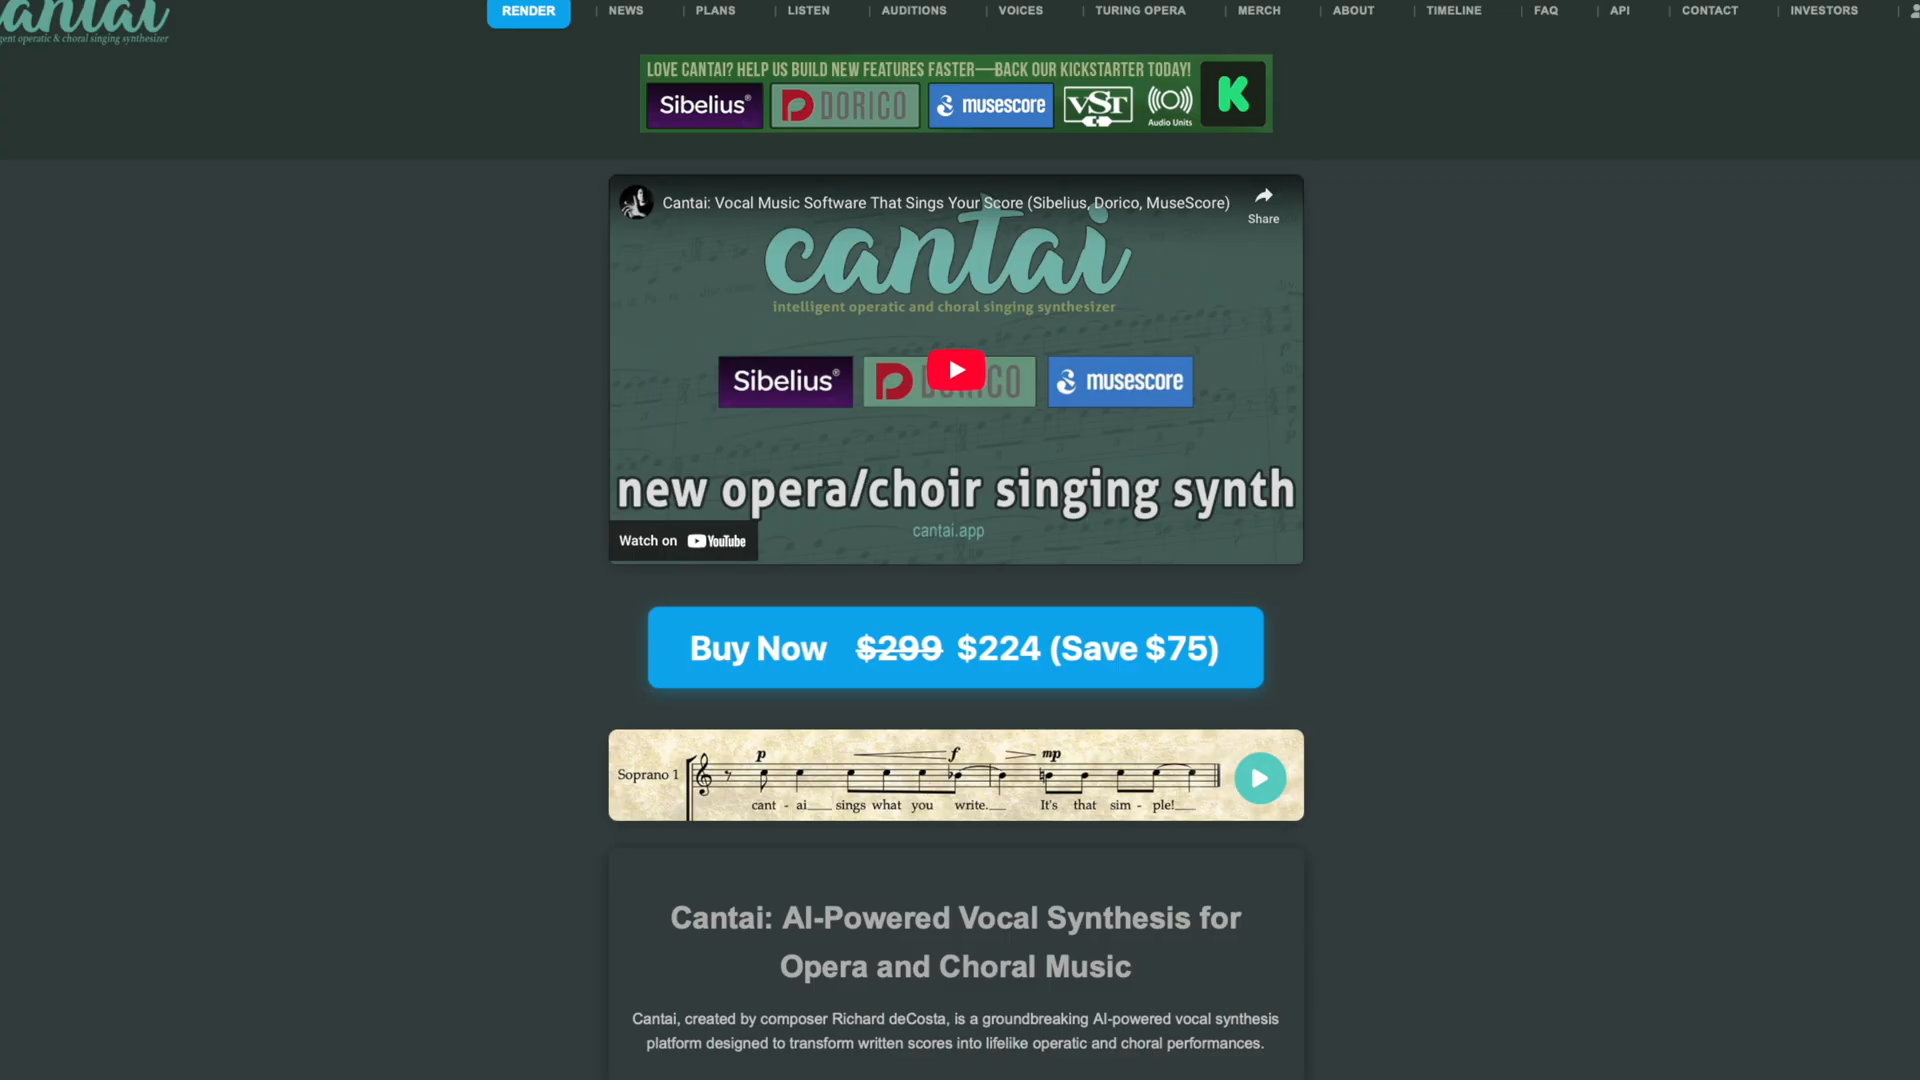 cantai
gent operatic & choral singing synthesizer
RENDER
NEWS
PLANS
LISTEN
AUDITIONS
VOICES
TURING OPERA
MERCH
ABOUT
TIMELINE
FAQ
API
CONTACT
INVESTORS
LOVE CANTAI? HELP US BUILD NEW FEATURES FASTER—BACK OUR KICKSTARTER TODAY!
Sibelius® DORICO musescore VST Audio Units K
Cantai: Vocal Music Software That Sings Your Score (Sibelius, Dorico, MuseScore)
Share
cantai
intelligent operatic and choral singing synthesizer
Sibelius® DORICO musescore
new opera/choir singing synth
Watch on YouTube
cantai.app
Buy Now $299 $224 (Save $75)
p f mp
Soprano 1
cant - ai___ sings what you write.___ It's that sim - ple!___
Cantai: AI-Powered Vocal Synthesis for
Opera and Choral Music
Cantai, created by composer Richard deCosta, is a groundbreaking AI-powered vocal synthesis
platform designed to transform written scores into lifelike operatic and choral performances.